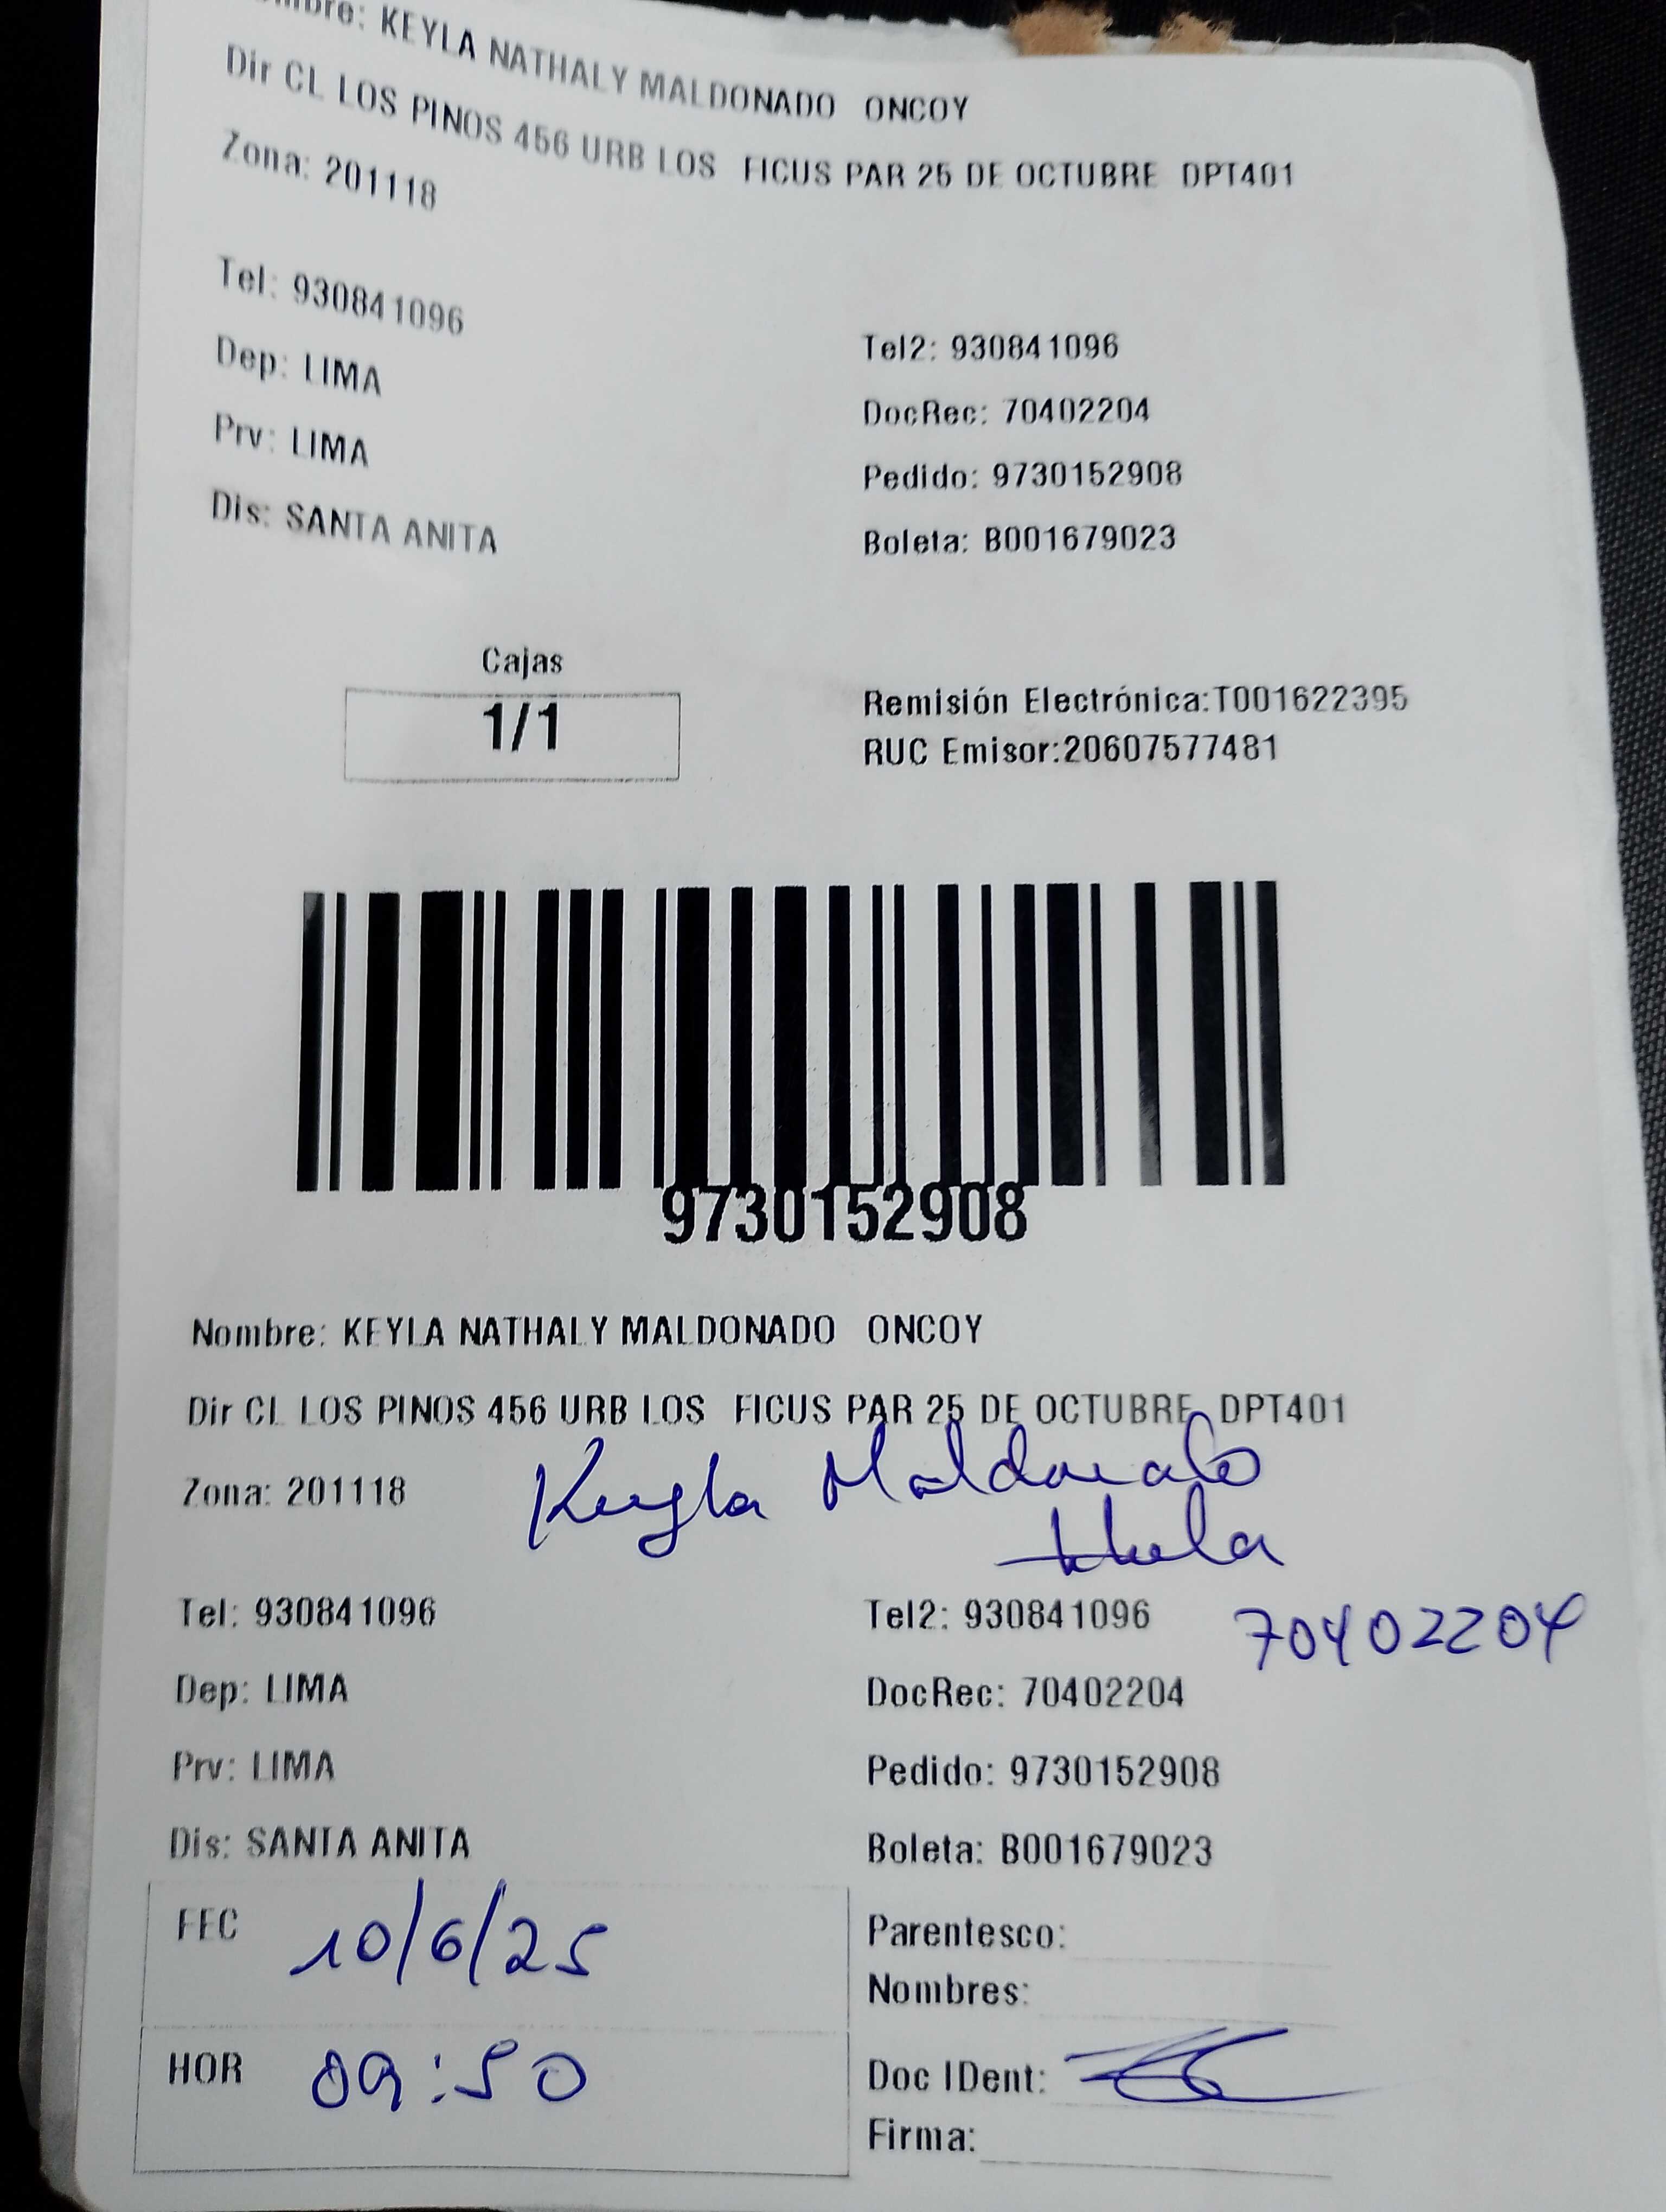 Nombre: KEYLA NATHALY MALDONADO ONCOY
Dir CL LOS PINOS 456 URB LOS FICUS PAR 25 DE OCTUBRE DPT401
Zona: 201118
Tel: 930841096
Tel2: 930841096
Dep: LIMA
DocRec: 70402204
Prv: LIMA
Pedido: 9730152908
Dis: SANTA ANITA
Boleta: B001679023
Cajas
1/1
Remisión Electrónica:T001622395
RUC Emisor:20607577481
9730152908
Nombre: KEYLA NATHALY MALDONADO ONCOY
Dir CL LOS PINOS 456 URB LOS FICUS PAR 25 DE OCTUBRE DPT401
Zona: 201118
Keyla Maldonado
Tel: 930841096
Tel2: 930841096
70402204
Dep: LIMA
DocRec: 70402204
Prv: LIMA
Pedido: 9730152908
Dis: SANTA ANITA
Boleta: B001679023
FEC 10/6/25
Parentesco:
Nombres:
HOR 09:50
Doc IDent:
Firma: